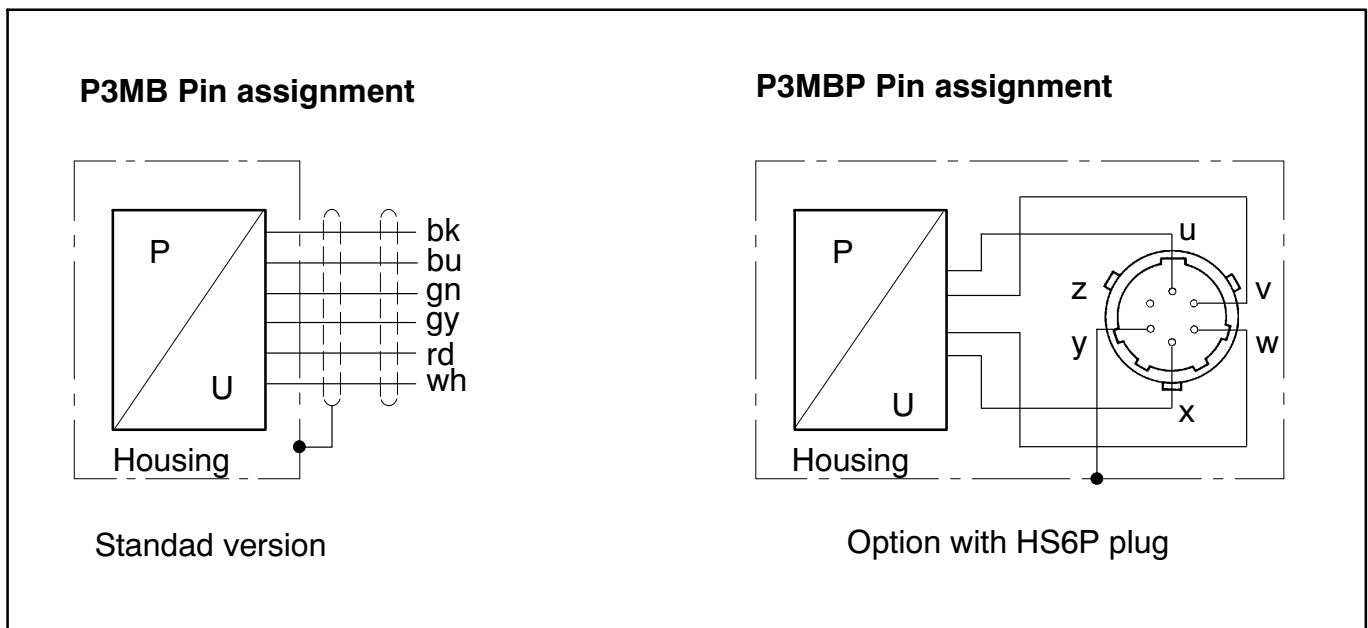 P3MB Pin assignment
P
U
bk
bu
gn
gy
rd
wh
Housing
Standad version
P3MBP Pin assignment
P
U
u
z
v
y
w
x
Housing
Option with HS6P plug